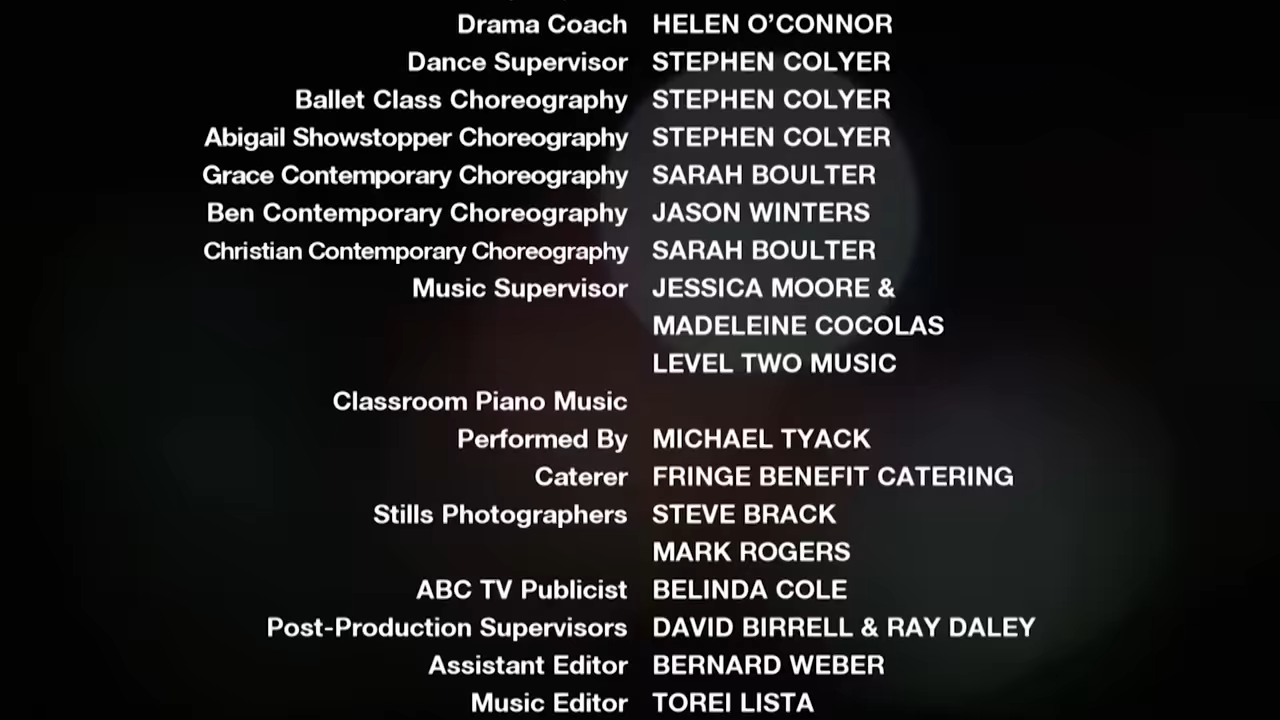 Drama Coach HELEN O’CONNOR
Dance Supervisor STEPHEN COLYER
Ballet Class Choreography STEPHEN COLYER
Abigail Showstopper Choreography STEPHEN COLYER
Grace Contemporary Choreography SARAH BOULTER
Ben Contemporary Choreography JASON WINTERS
Christian Contemporary Choreography SARAH BOULTER
Music Supervisor JESSICA MOORE &
MADELEINE COCOLAS
LEVEL TWO MUSIC
Classroom Piano Music
Performed By MICHAEL TYACK
Caterer FRINGE BENEFIT CATERING
Stills Photographers STEVE BRACK
MARK ROGERS
ABC TV Publicist BELINDA COLE
Post-Production Supervisors DAVID BIRRELL & RAY DALEY
Assistant Editor BERNARD WEBER
Music Editor TOREI LISTA